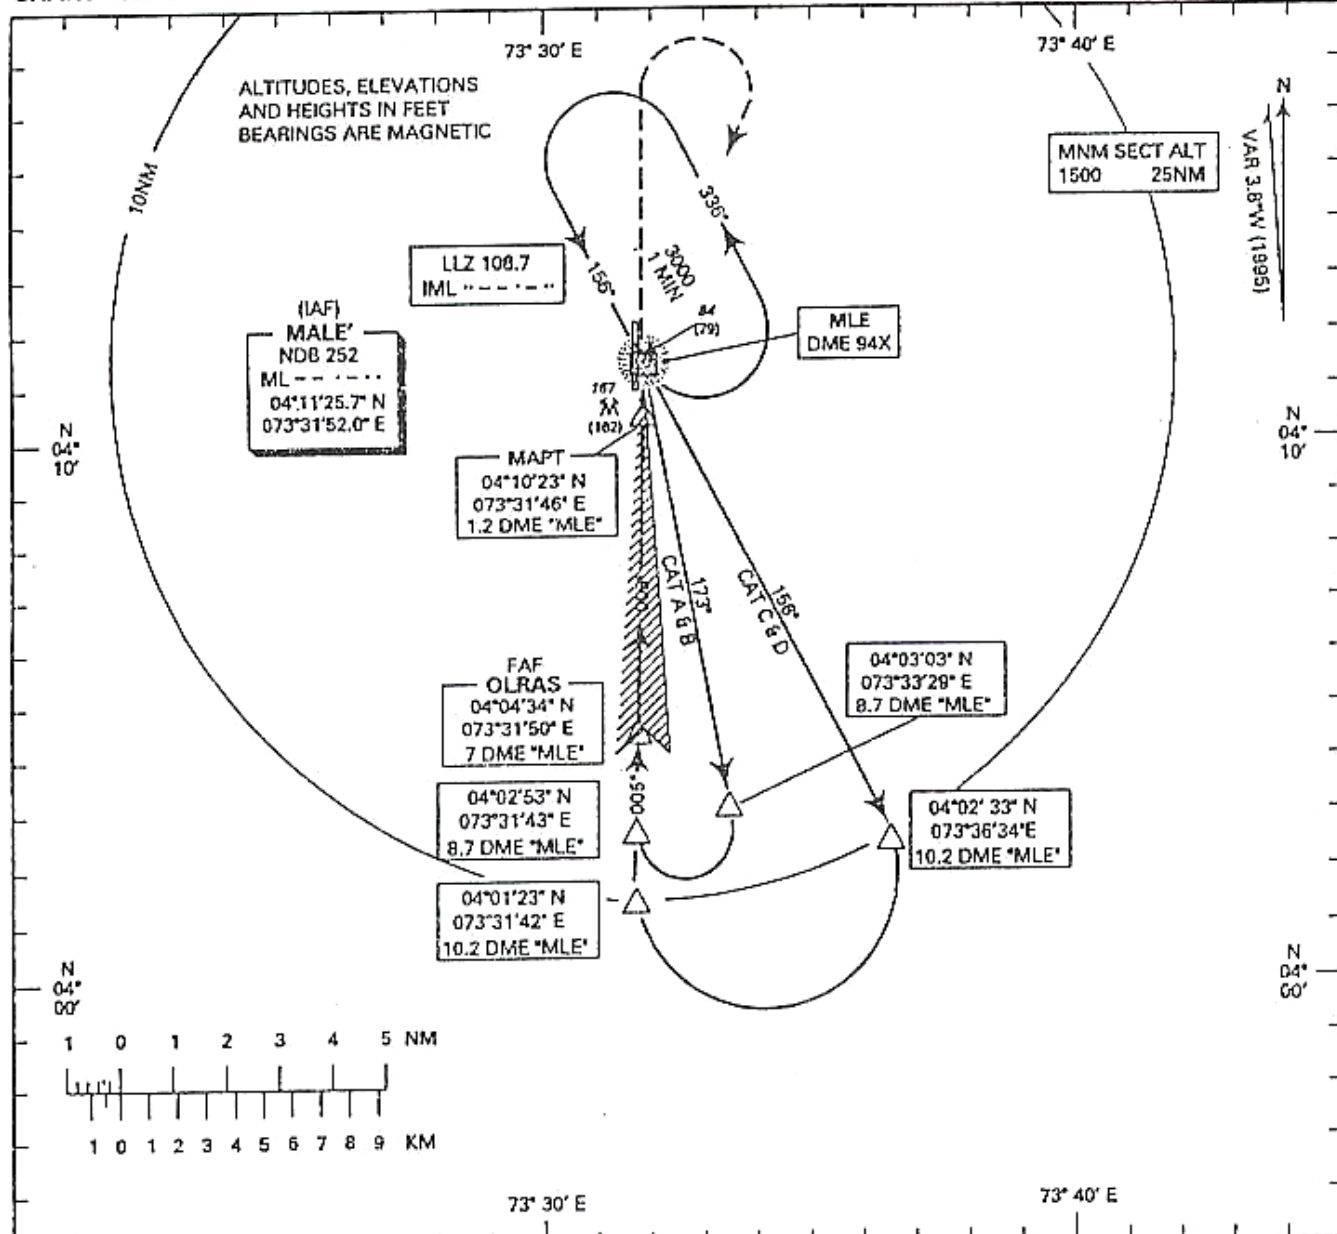 73° 30' E
73° 40' E
ALTITUDES, ELEVATIONS
AND HEIGHTS IN FEET
BEARINGS ARE MAGNETIC
N
VAR 3.8°W (1995)
MNM SECT ALT
1500 25NM
10NM
336°
3000
1 MIN
156°
LLZ 108.7
IML
84
(79)
MLE
DME 94X
(IAF)
MALE'
NDB 252
ML -- ·-··
04°11'25.7" N
073°31'52.0" E
167
(162)
N
04°
10'
N
04°
10'
MAPT
04°10'23" N
073°31'46" E
1.2 DME "MLE"
173°
CAT A & B
156°
CAT C & D
04°03'03" N
073°33'29" E
8.7 DME "MLE"
FAF
OLRAS
04°04'34" N
073°31'50" E
7 DME "MLE"
005°
04°02'53" N
073°31'43" E
8.7 DME "MLE"
04°02' 33" N
073°36'34"E
10.2 DME "MLE"
04°01'23" N
073°31'42" E
10.2 DME "MLE"
N
04°
00'
N
04°
00'
1 0 1 2 3 4 5 NM
1 0 1 2 3 4 5 6 7 8 9 KM
73° 30' E
73° 40' E